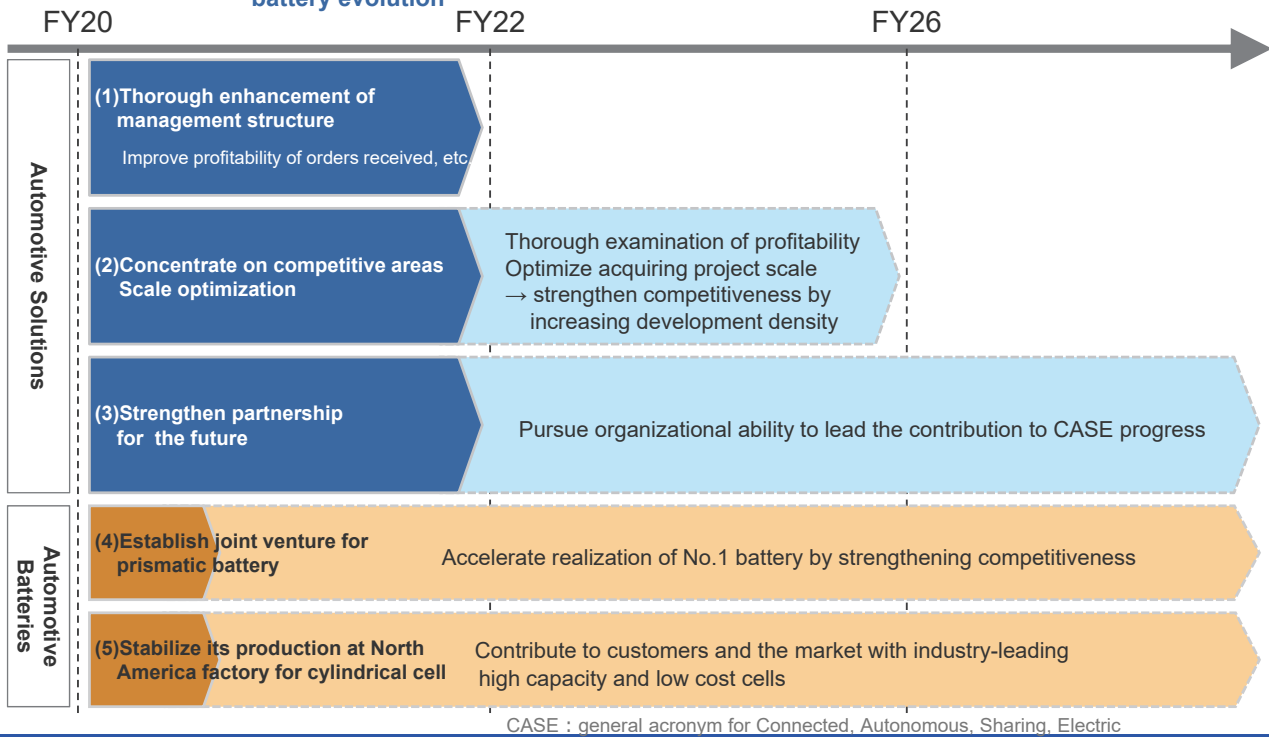 battery evolution
FY20
FY22
FY26
Automotive Solutions
(1)Thorough enhancement of
management structure
Improve profitability of orders received, etc.
(2)Concentrate on competitive areas
Scale optimization
Thorough examination of profitability
Optimize acquiring project scale
→ strengthen competitiveness by
increasing development density
(3)Strengthen partnership
for the future
Pursue organizational ability to lead the contribution to CASE progress
Automotive
Batteries
(4)Establish joint venture for
prismatic battery
Accelerate realization of No.1 battery by strengthening competitiveness
(5)Stabilize its production at North
America factory for cylindrical cell
Contribute to customers and the market with industry-leading
high capacity and low cost cells
CASE : general acronym for Connected, Autonomous, Sharing, Electric